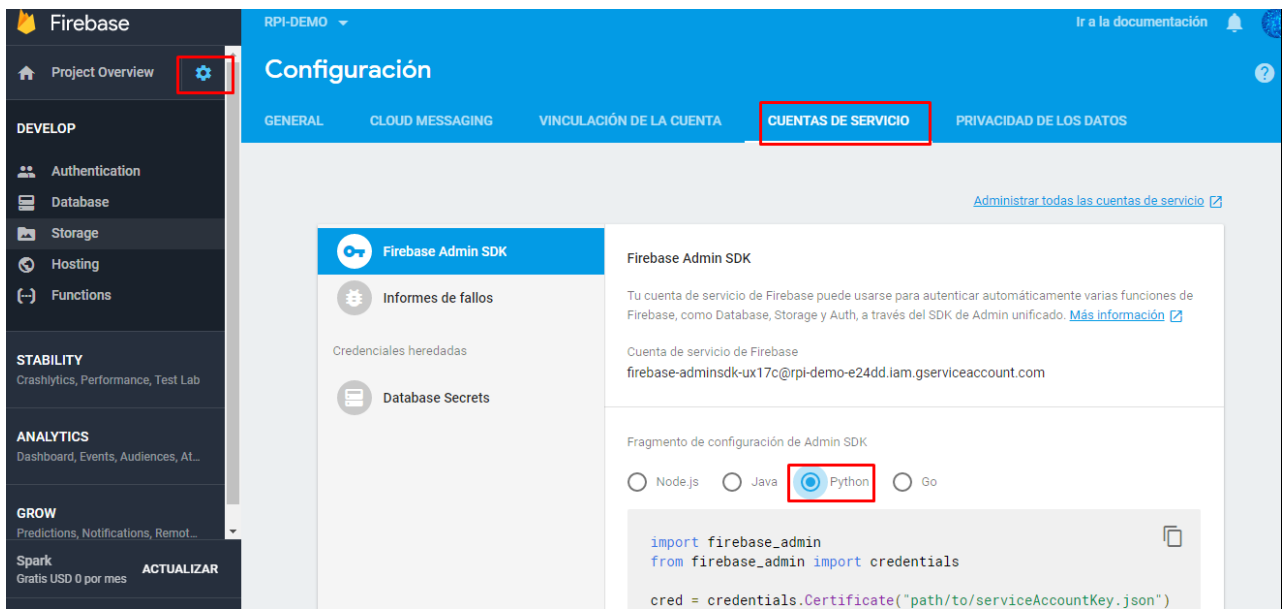 Firebase
RPI-DEMO
Ir a la documentación
Project Overview
Configuración
GENERAL
CLOUD MESSAGING
VINCULACIÓN DE LA CUENTA
CUENTAS DE SERVICIO
PRIVACIDAD DE LOS DATOS
DEVELOP
Authentication
Database
Storage
Hosting
Functions
STABILITY
Crashlytics, Performance, Test Lab
ANALYTICS
Dashboard, Events, Audiences, At...
GROW
Predictions, Notifications, Remot...
Spark
Gratis USD 0 por mes
ACTUALIZAR
Administrar todas las cuentas de servicio
Firebase Admin SDK
Informes de fallos
Credenciales heredadas
Database Secrets
Firebase Admin SDK
Tu cuenta de servicio de Firebase puede usarse para autenticar automáticamente varias funciones de
Firebase, como Database, Storage y Auth, a través del SDK de Admin unificado. Más información
Cuenta de servicio de Firebase
firebase-adminsdk-ux17c@rpi-demo-e24dd.iam.gserviceaccount.com
Fragmento de configuración de Admin SDK
Node.js
Java
Python
Go
import firebase_admin
from firebase_admin import credentials
cred = credentials.Certificate("path/to/serviceAccountKey.json")